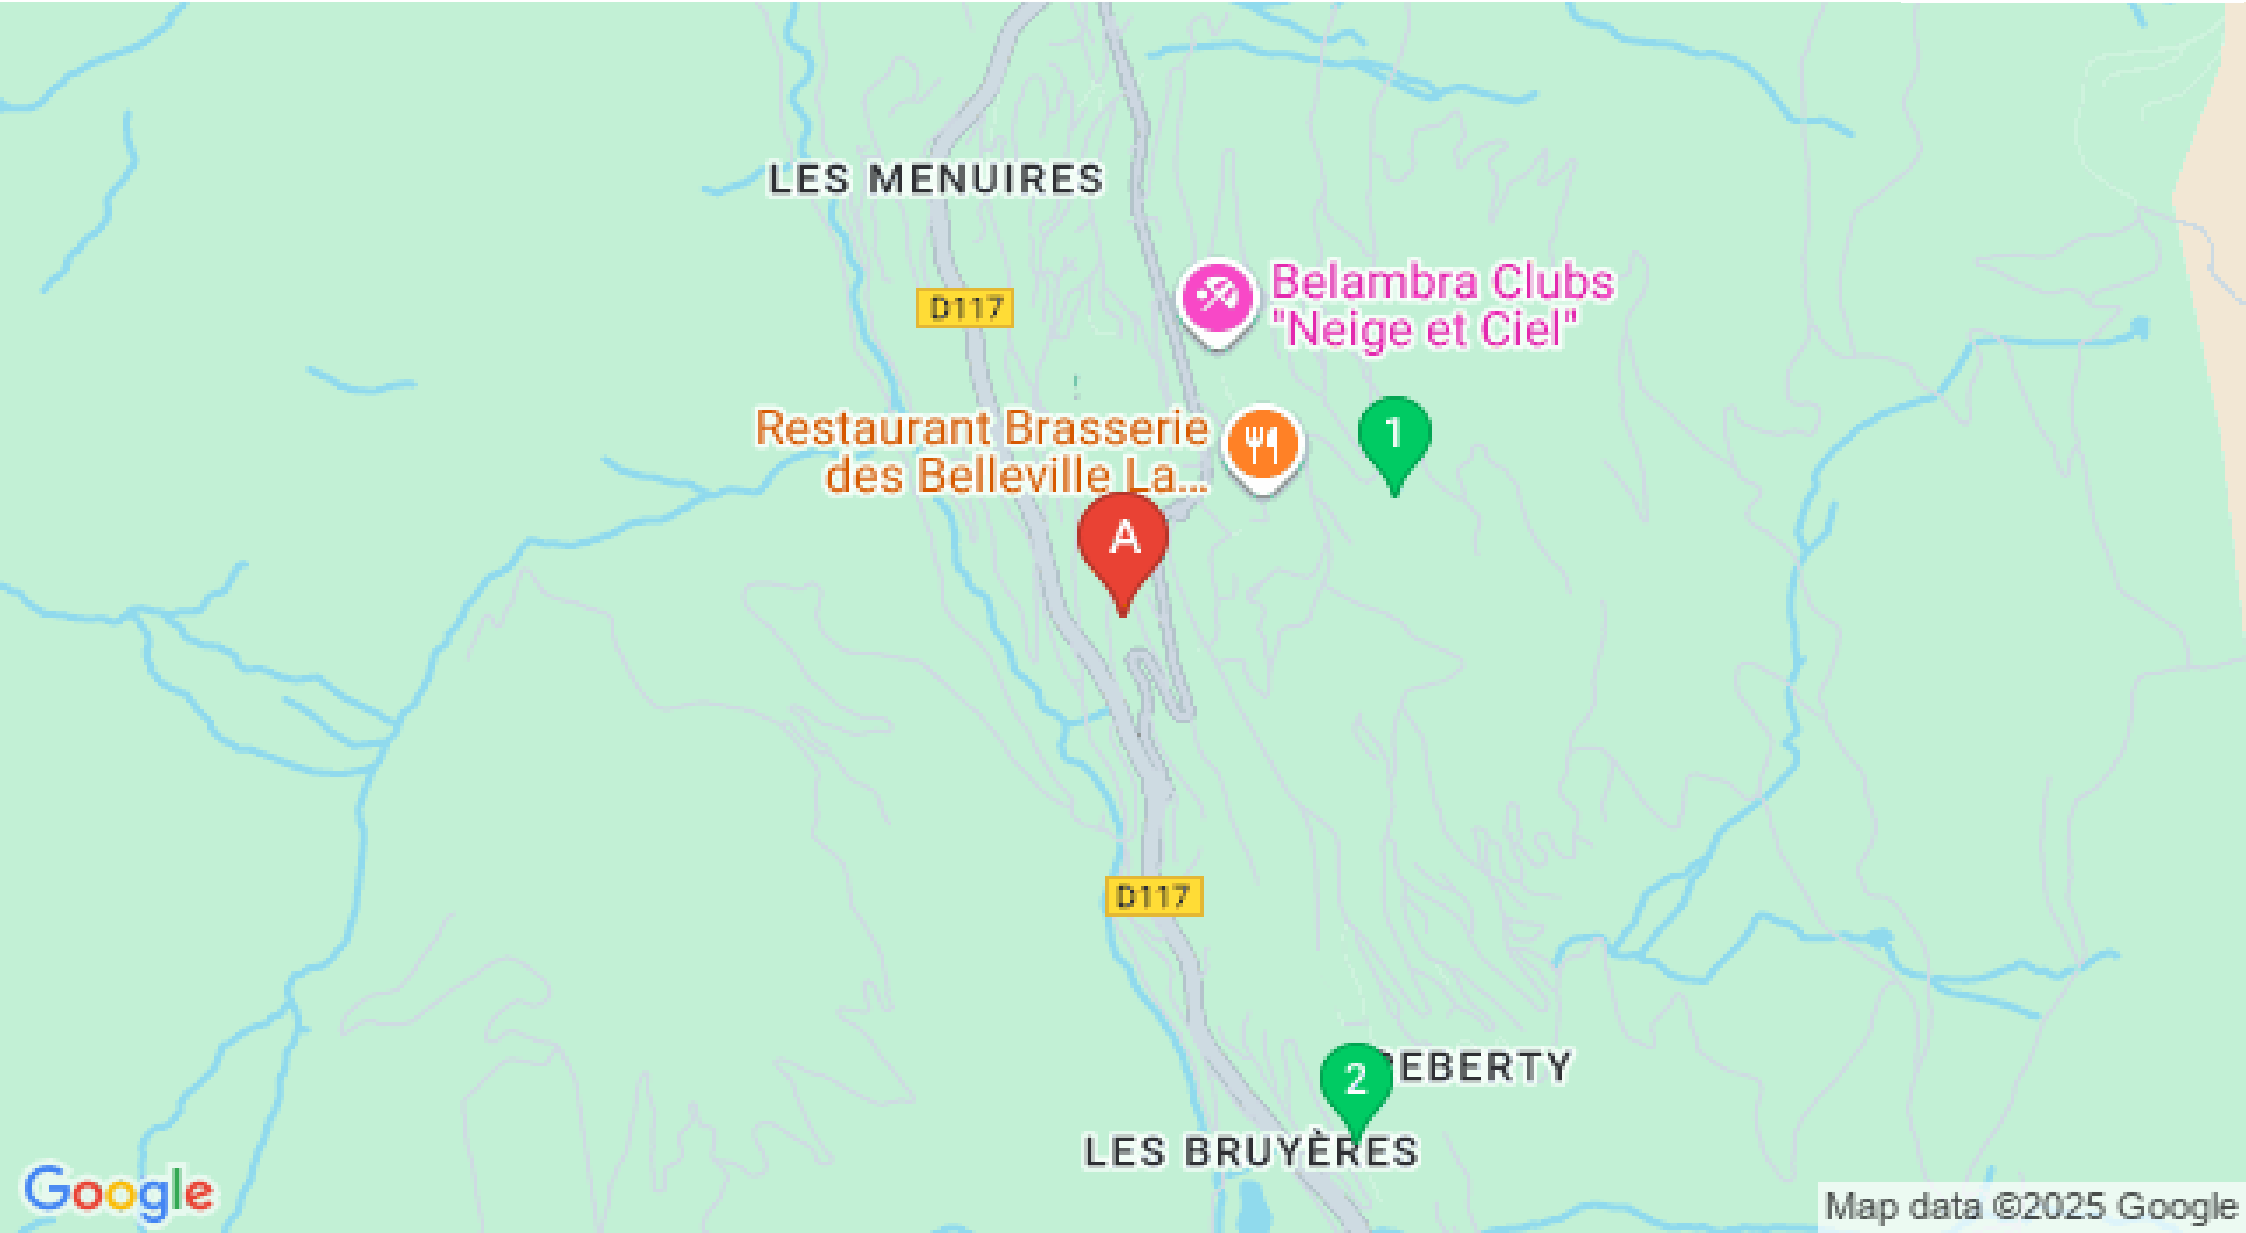 LES MENUIRES
D117
Belambra Clubs
"Neige et Ciel"
Restaurant Brasserie
des Belleville La...
1
A
D117
2
EBERTY
LES BRUYÈRES
Google
Map data ©2025 Google